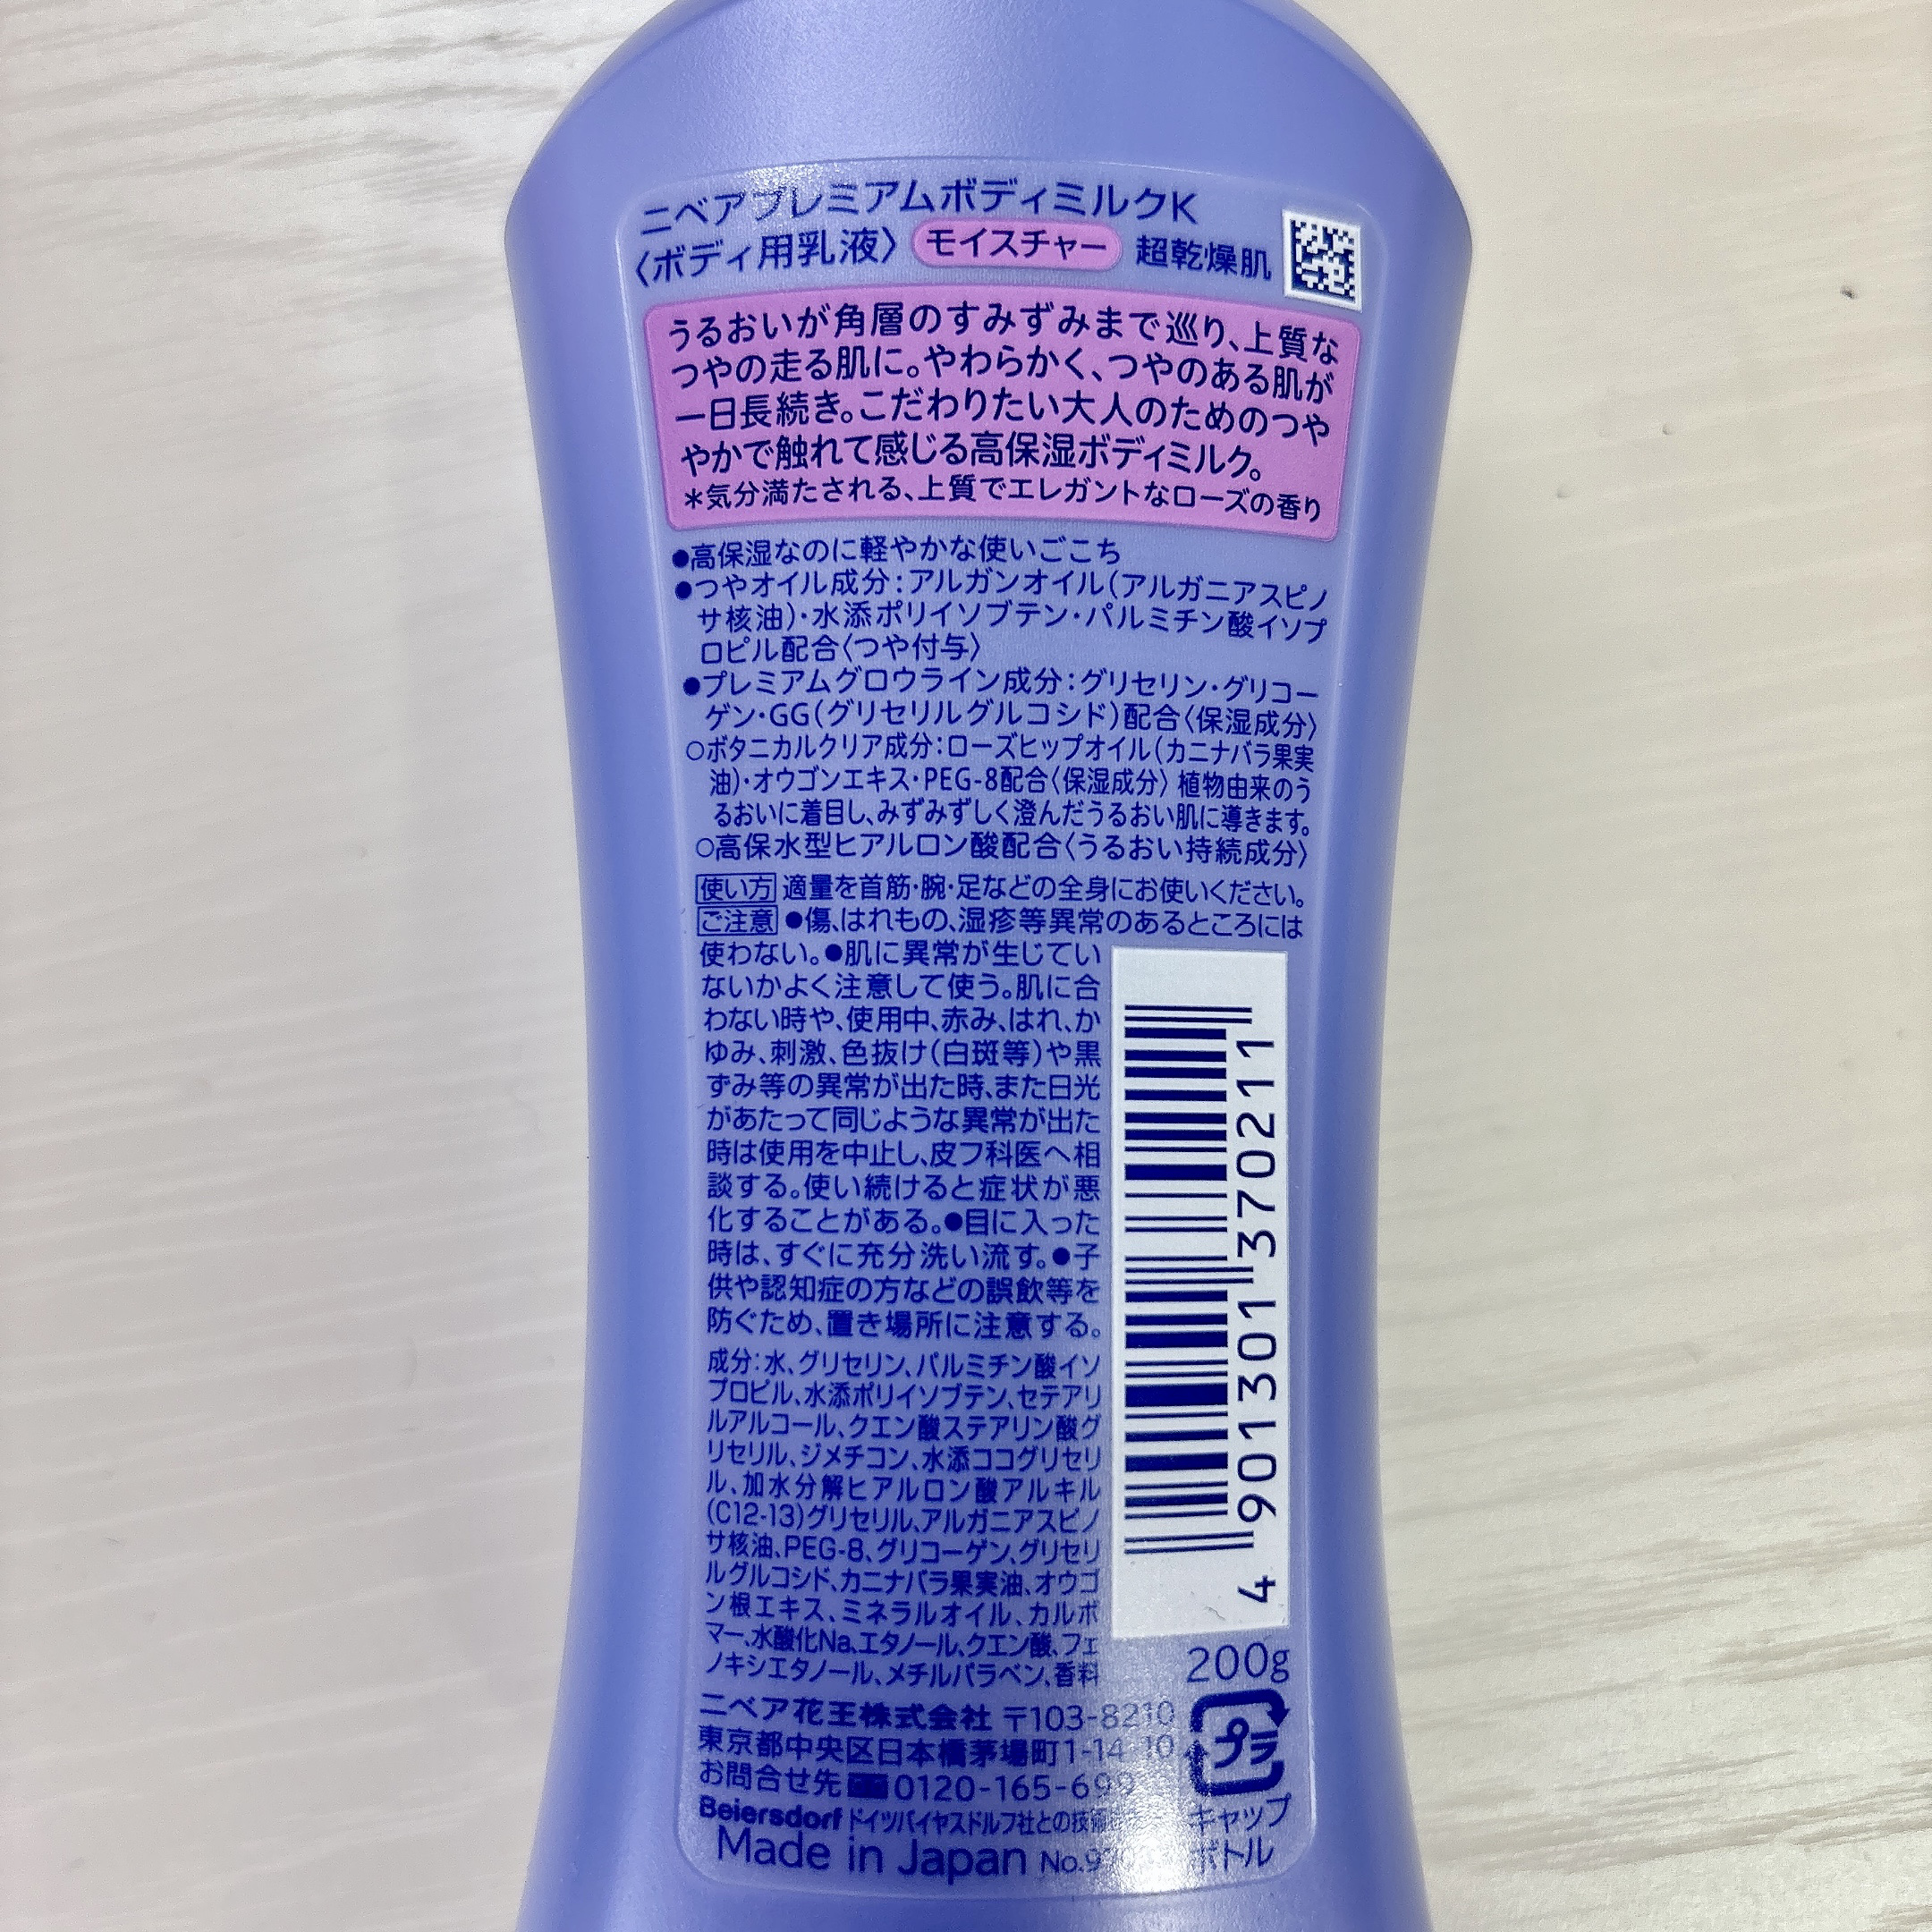 ニベアプレミアムボディミルクK
〈ボディ用乳液〉 モイスチャー 超乾燥肌
うるおいが角層のすみずみまで巡り、上質な
つやの走る肌に。やわらかく、つやのある肌が
一日長続き。こだわりたい大人のためのつや
やかで触れて感じる高保湿ボディミルク。
*気分満たされる、上質でエレガントなローズの香り
●高保湿なのに軽やかな使いごこち
●つやオイル成分:アルガンオイル(アルガニアスピノ
サ核油)・水添ポリイソブテン・パルミチン酸イソプ
ロピル配合〈つや付与〉
●プレミアムグロウライン成分:グリセリン・グリコー
ゲン・GG(グリセリルグルコシド)配合〈保湿成分〉
○ボタニカルクリア成分:ローズヒップオイル(カニナバラ果実
油)・オウゴンエキス・PEG-8配合〈保湿成分〉 植物由来のう
るおいに着目し、みずみずしく澄んだうるおい肌に導きます。
○高保水型ヒアルロン酸配合〈うるおい持続成分〉
使い方 適量を首筋・腕・足などの全身にお使いください。
ご注意 ●傷、はれもの、湿疹等異常のあるところには
使わない。●肌に異常が生じてい
ないかよく注意して使う。肌に合
わない時や、使用中、赤み、はれ、か
ゆみ、刺激、色抜け(白斑等)や黒
ずみ等の異常が出た時、また日光
があたって同じような異常が出た
時は使用を中止し、皮フ科医へ相
談する。使い続けると症状が悪
化することがある。●目に入った
時は、すぐに充分洗い流す。●子
供や認知症の方などの誤飲等を
防ぐため、置き場所に注意する。
成分:水、グリセリン、パルミチン酸イソ
プロピル、水添ポリイソブテン、セテアリ
ルアルコール、クエン酸ステアリン酸グ
リセリル、ジメチコン、水添ココグリセリ
ル、加水分解ヒアルロン酸アルキル
(C12-13)グリセリル、アルガニアスピノ
サ核油、PEG-8、グリコーゲン、グリセリ
ルグルコシド、カニナバラ果実油、オウゴ
ン根エキス、ミネラルオイル、カルボ
マー、水酸化Na、エタノール、クエン酸、フェ
ノキシエタノール、メチルパラベン、香料
4 901301 370211
200g
ニベア花王株式会社 〒103-8210
東京都中央区日本橋茅場町1-14-10
お問合せ先 0120-165-699
Beiersdorf ドイツバイヤスドルフ社との技術
Made in Japan
プラ
キャップ
ボトル